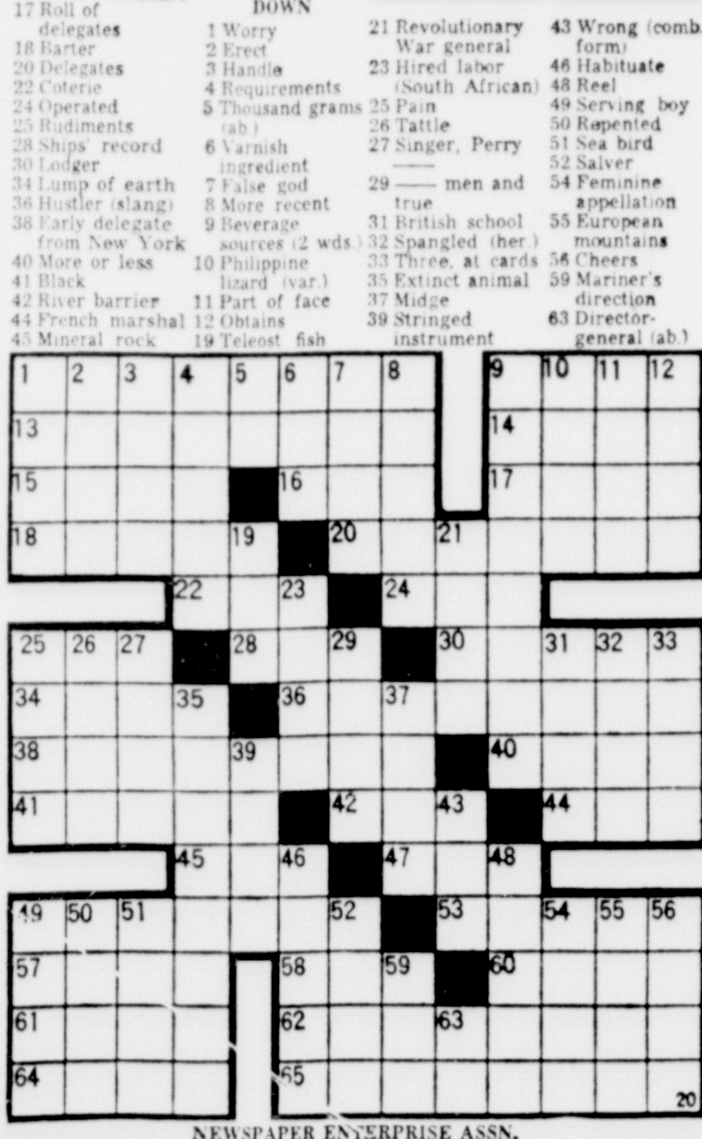 17 Roll of
delegates
18 Barter
20 Delegates
22 Coterie
24 Operated
25 Rudiments
28 Ships' record
30 Lodger
34 Lump of earth
36 Hustler (slang)
38 Early delegate
from New York
40 More or less
41 Black
42 River barrier
44 French marshal
45 Mineral rock
DOWN
1 Worry
2 Erect
3 Handle
4 Requirements
5 Thousand grams
(ab.)
6 Varnish
ingredient
7 False god
8 More recent
9 Beverage
sources (2 wds.)
10 Philippine
lizard (var.)
11 Part of face
12 Obtains
19 Teleost fish
21 Revolutionary
War general
23 Hired labor
(South African)
25 Pain
26 Tattle
27 Singer, Perry
——
29 —— men and
true
31 British school
32 Spangled (her.)
33 Three, at cards
35 Extinct animal
37 Midge
39 Stringed
instrument
43 Wrong (comb.
form)
46 Habituate
48 Reel
49 Serving boy
50 Repented
51 Sea bird
52 Salver
54 Feminine
appellation
55 European
mountains
56 Cheers
59 Mariner's
direction
63 Director-
general (ab.)
1 2 3 4 5 6 7 8 9 10 11 12
13 14
15 16 17
18 19 20 21
22 23 24
25 26 27 28 29 30 31 32 33
34 35 36 37
38 39 40
41 42 43 44
45 46 47 48
49 50 51 52 53 54 55 56
57 58 59 60
61 62 63
64 65
20
NEWSPAPER ENTERPRISE ASSN.